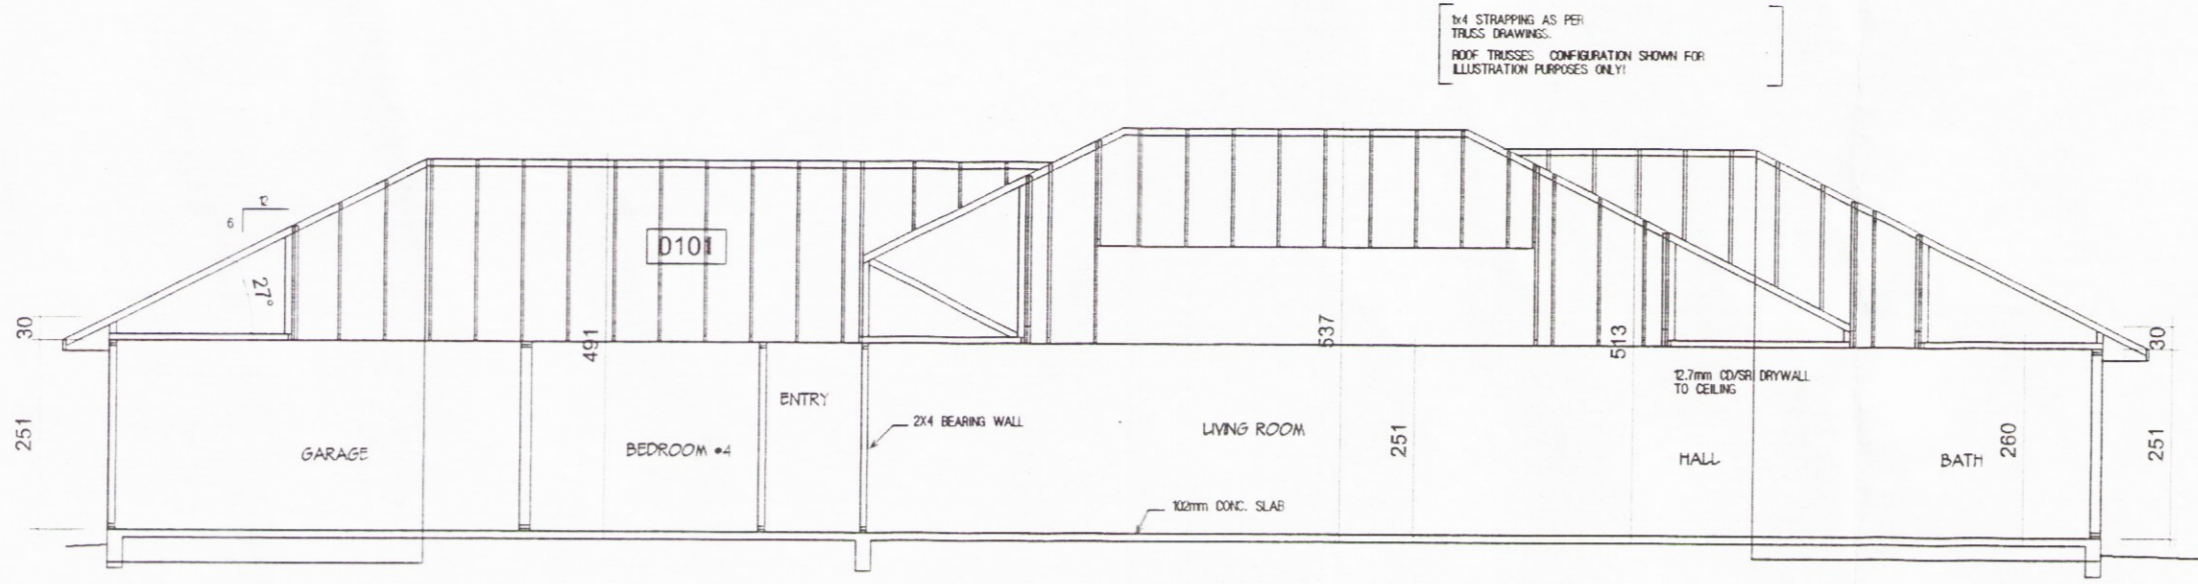 1x4 STRAPPING AS PER
TRUSS DRAWINGS.
ROOF TRUSSES CONFIGURATION SHOWN FOR
ILLUSTRATION PURPOSES ONLY!
12
6
0101
27°
30
491
537
513
30
12.7mm CD/SR DRYWALL
TO CEILING
ENTRY
2X4 BEARING WALL
251
GARAGE
BEDROOM #4
LIVING ROOM
251
HALL
BATH
260
251
102mm CONC. SLAB